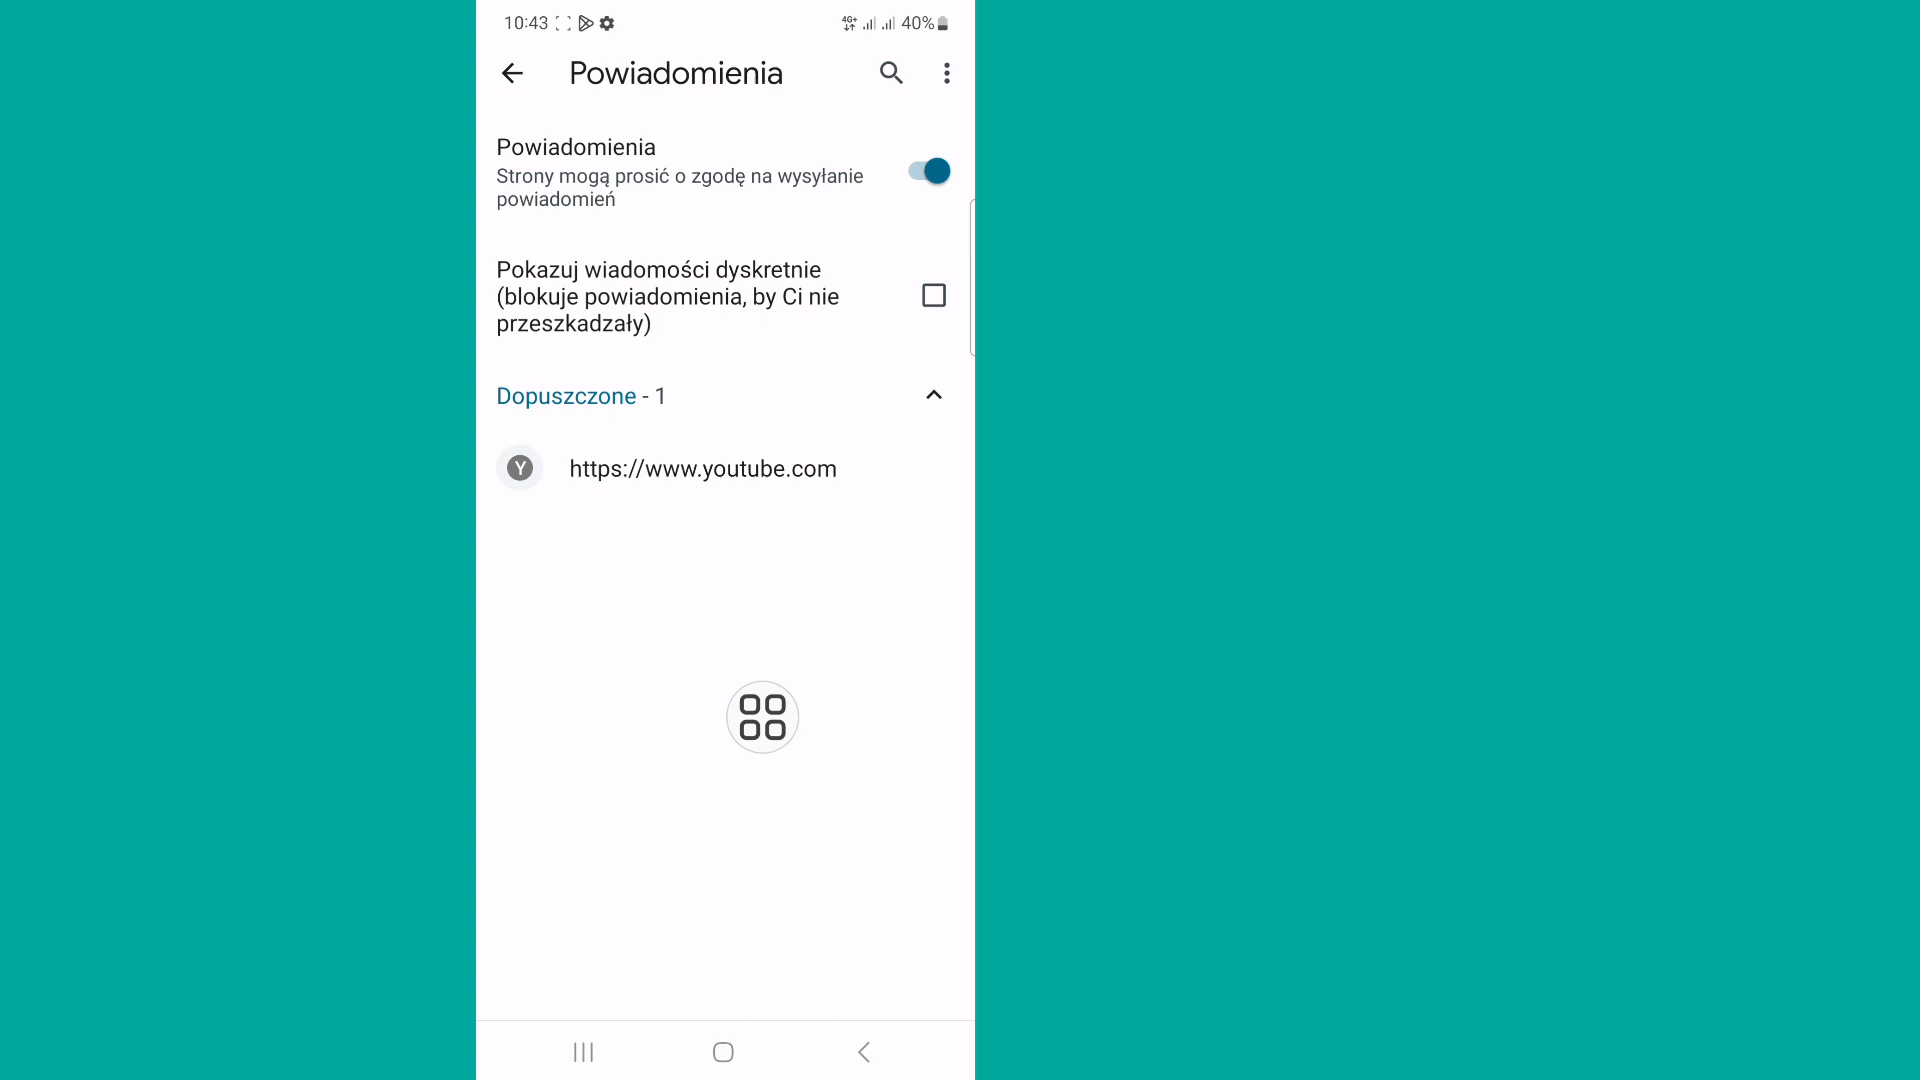 10:43
4G+
40%
Powiadomienia
Powiadomienia
Strony mogą prosić o zgodę na wysyłanie
powiadomień
Pokazuj wiadomości dyskretnie
(blokuje powiadomienia, by Ci nie
przeszkadzały)
Dopuszczone - 1
Y
https://www.youtube.com